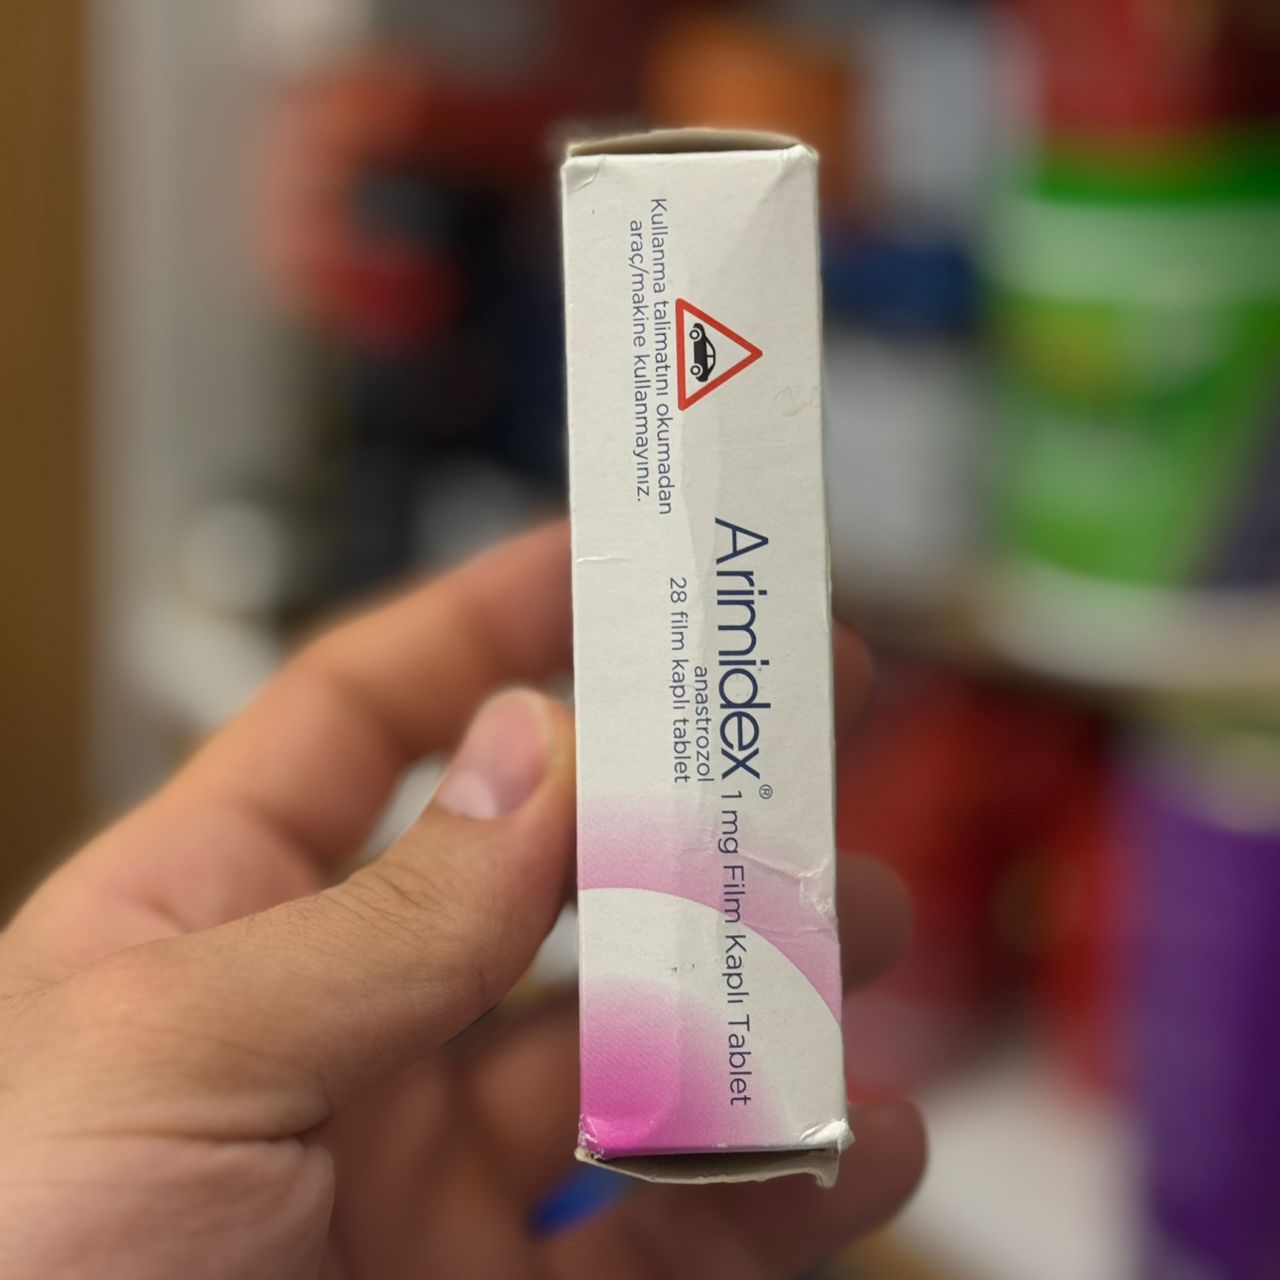 Arimidex® 1 mg Film Kaplı Tablet
anastrozol
28 film kaplı tablet
Kullanma talimatını okumadan
araç/makine kullanmayınız.